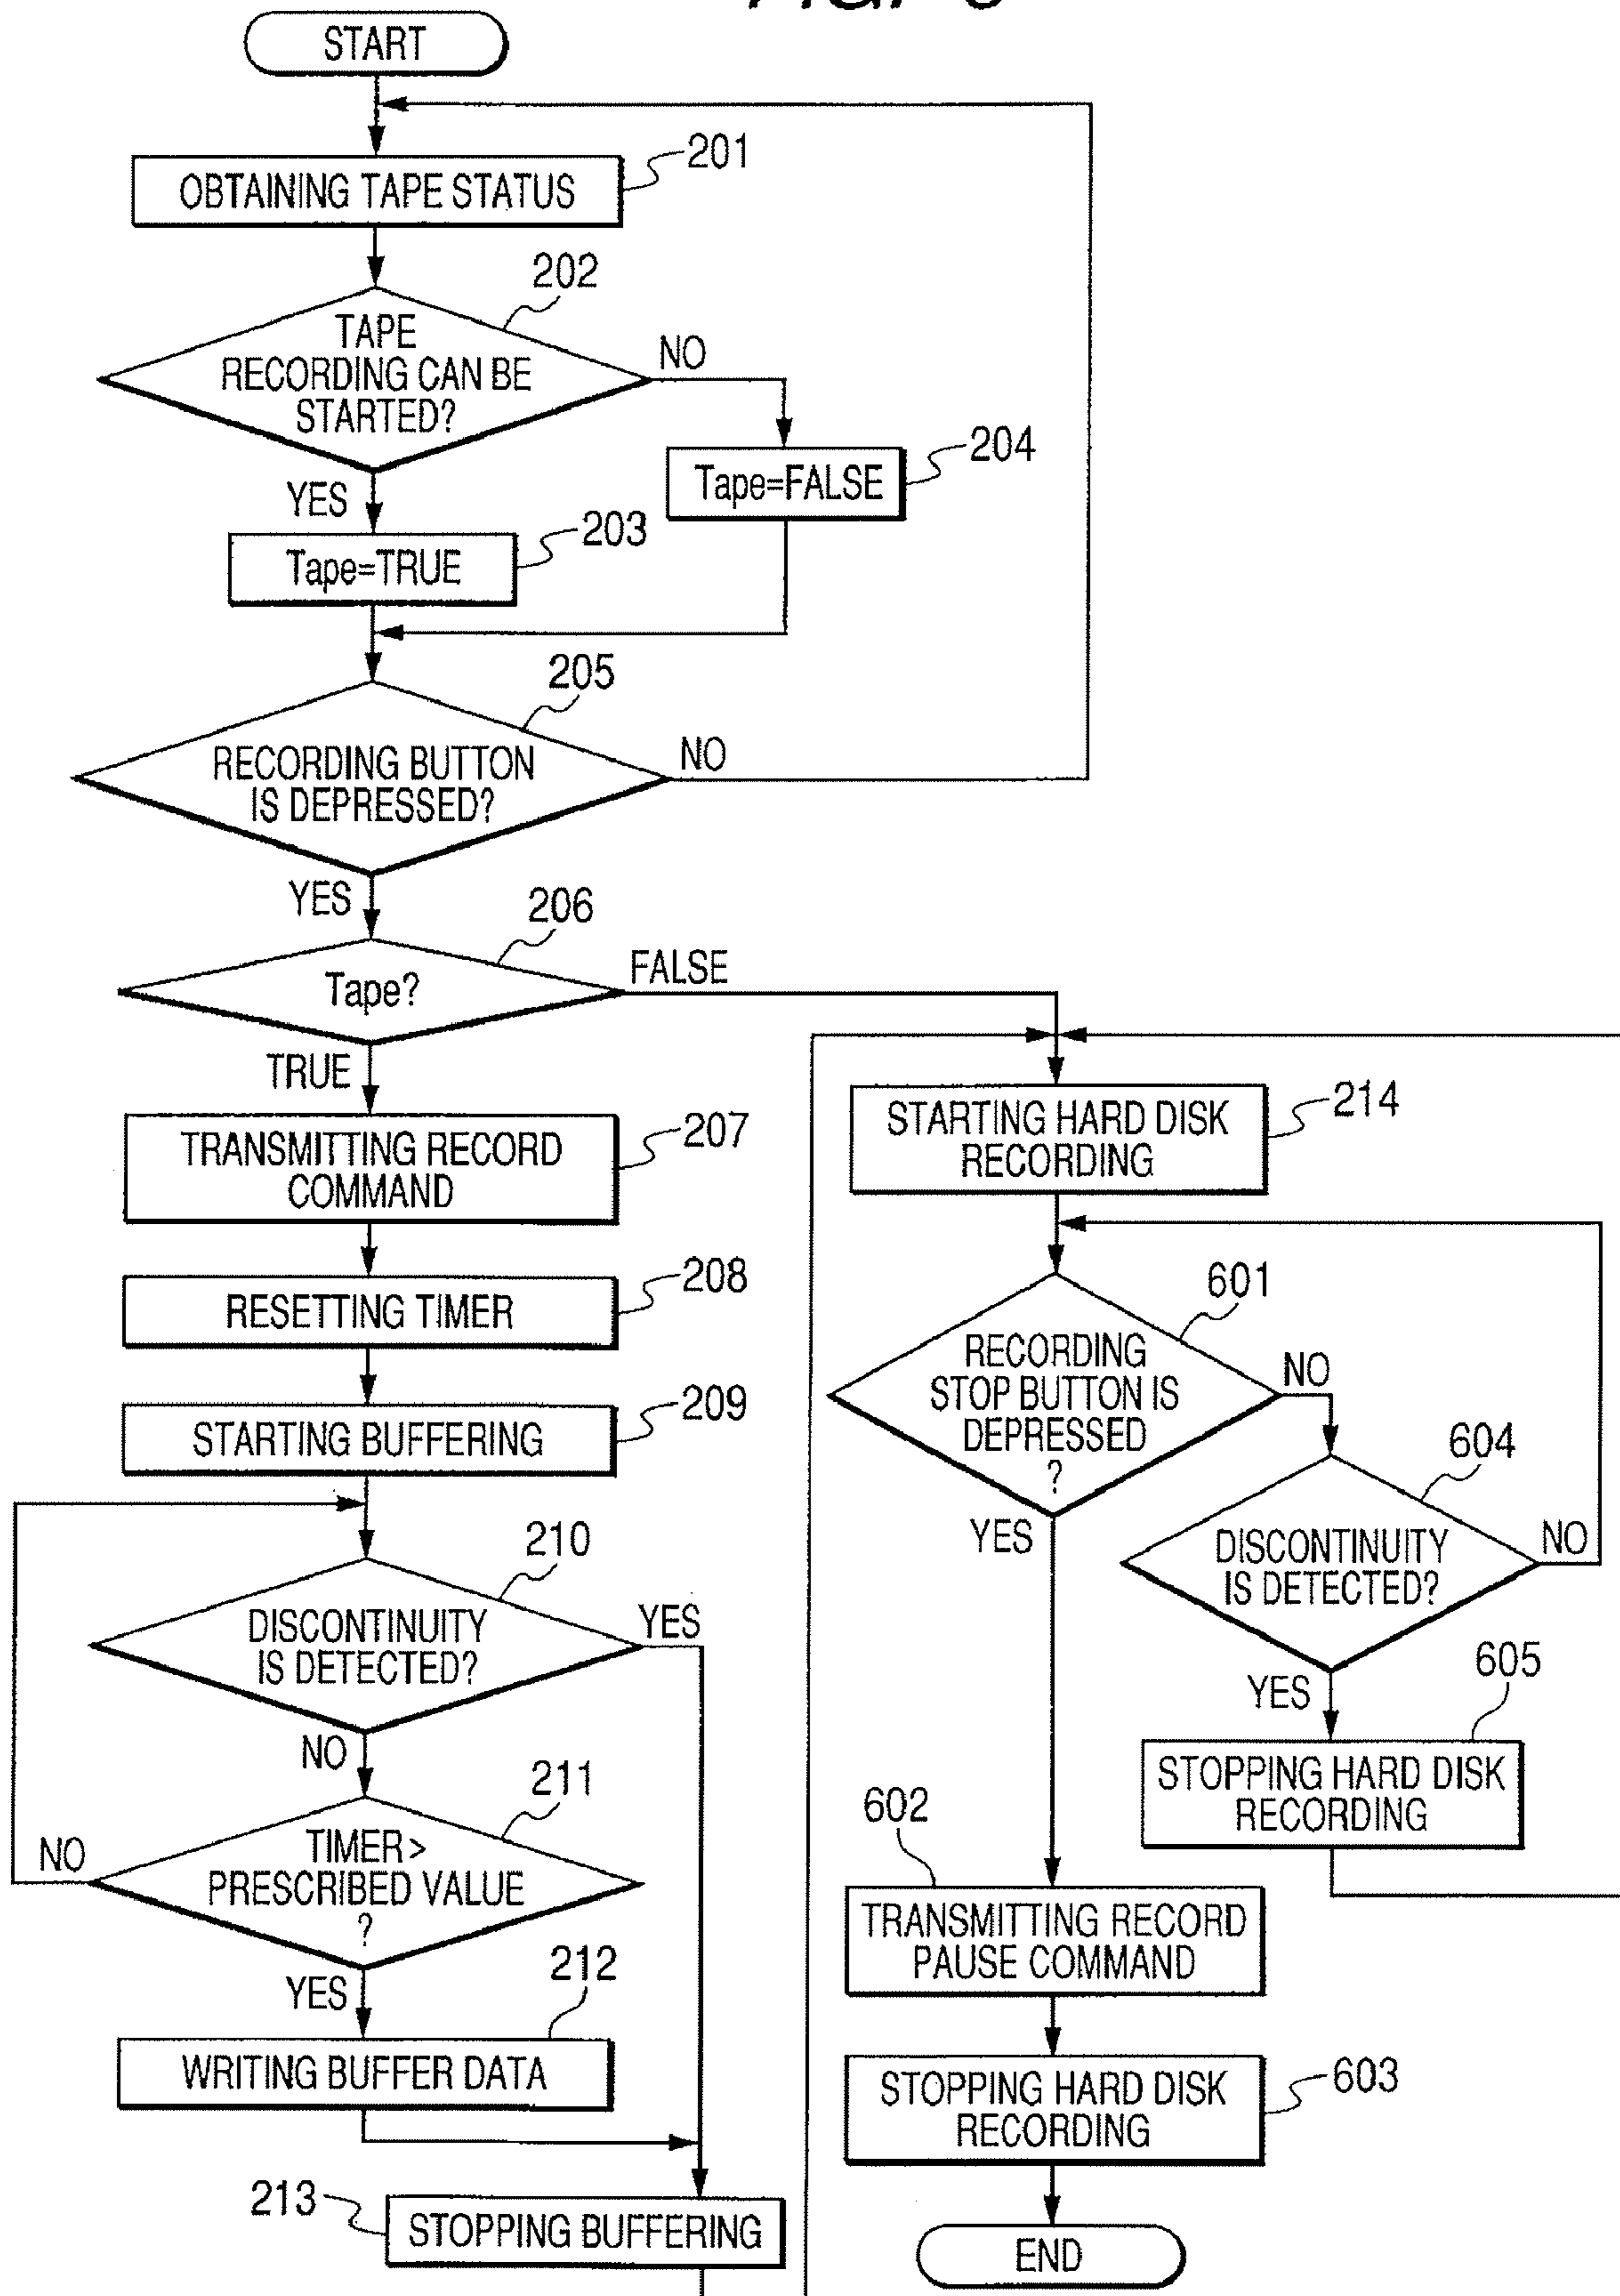 START
201
OBTAINING TAPE STATUS
202
TAPE
RECORDING CAN BE
STARTED?
NO
204
Tape=FALSE
YES
203
Tape=TRUE
205
RECORDING BUTTON
IS DEPRESSED?
NO
YES
206
Tape?
FALSE
TRUE
207
TRANSMITTING RECORD
COMMAND
208
RESETTING TIMER
209
STARTING BUFFERING
210
DISCONTINUITY
IS DETECTED?
YES
NO
211
TIMER >
PRESCRIBED VALUE
?
NO
YES
212
WRITING BUFFER DATA
213
STOPPING BUFFERING
214
STARTING HARD DISK
RECORDING
601
RECORDING
STOP BUTTON IS
DEPRESSED
?
NO
YES
604
DISCONTINUITY
IS DETECTED?
NO
YES
605
STOPPING HARD DISK
RECORDING
602
TRANSMITTING RECORD
PAUSE COMMAND
603
STOPPING HARD DISK
RECORDING
END